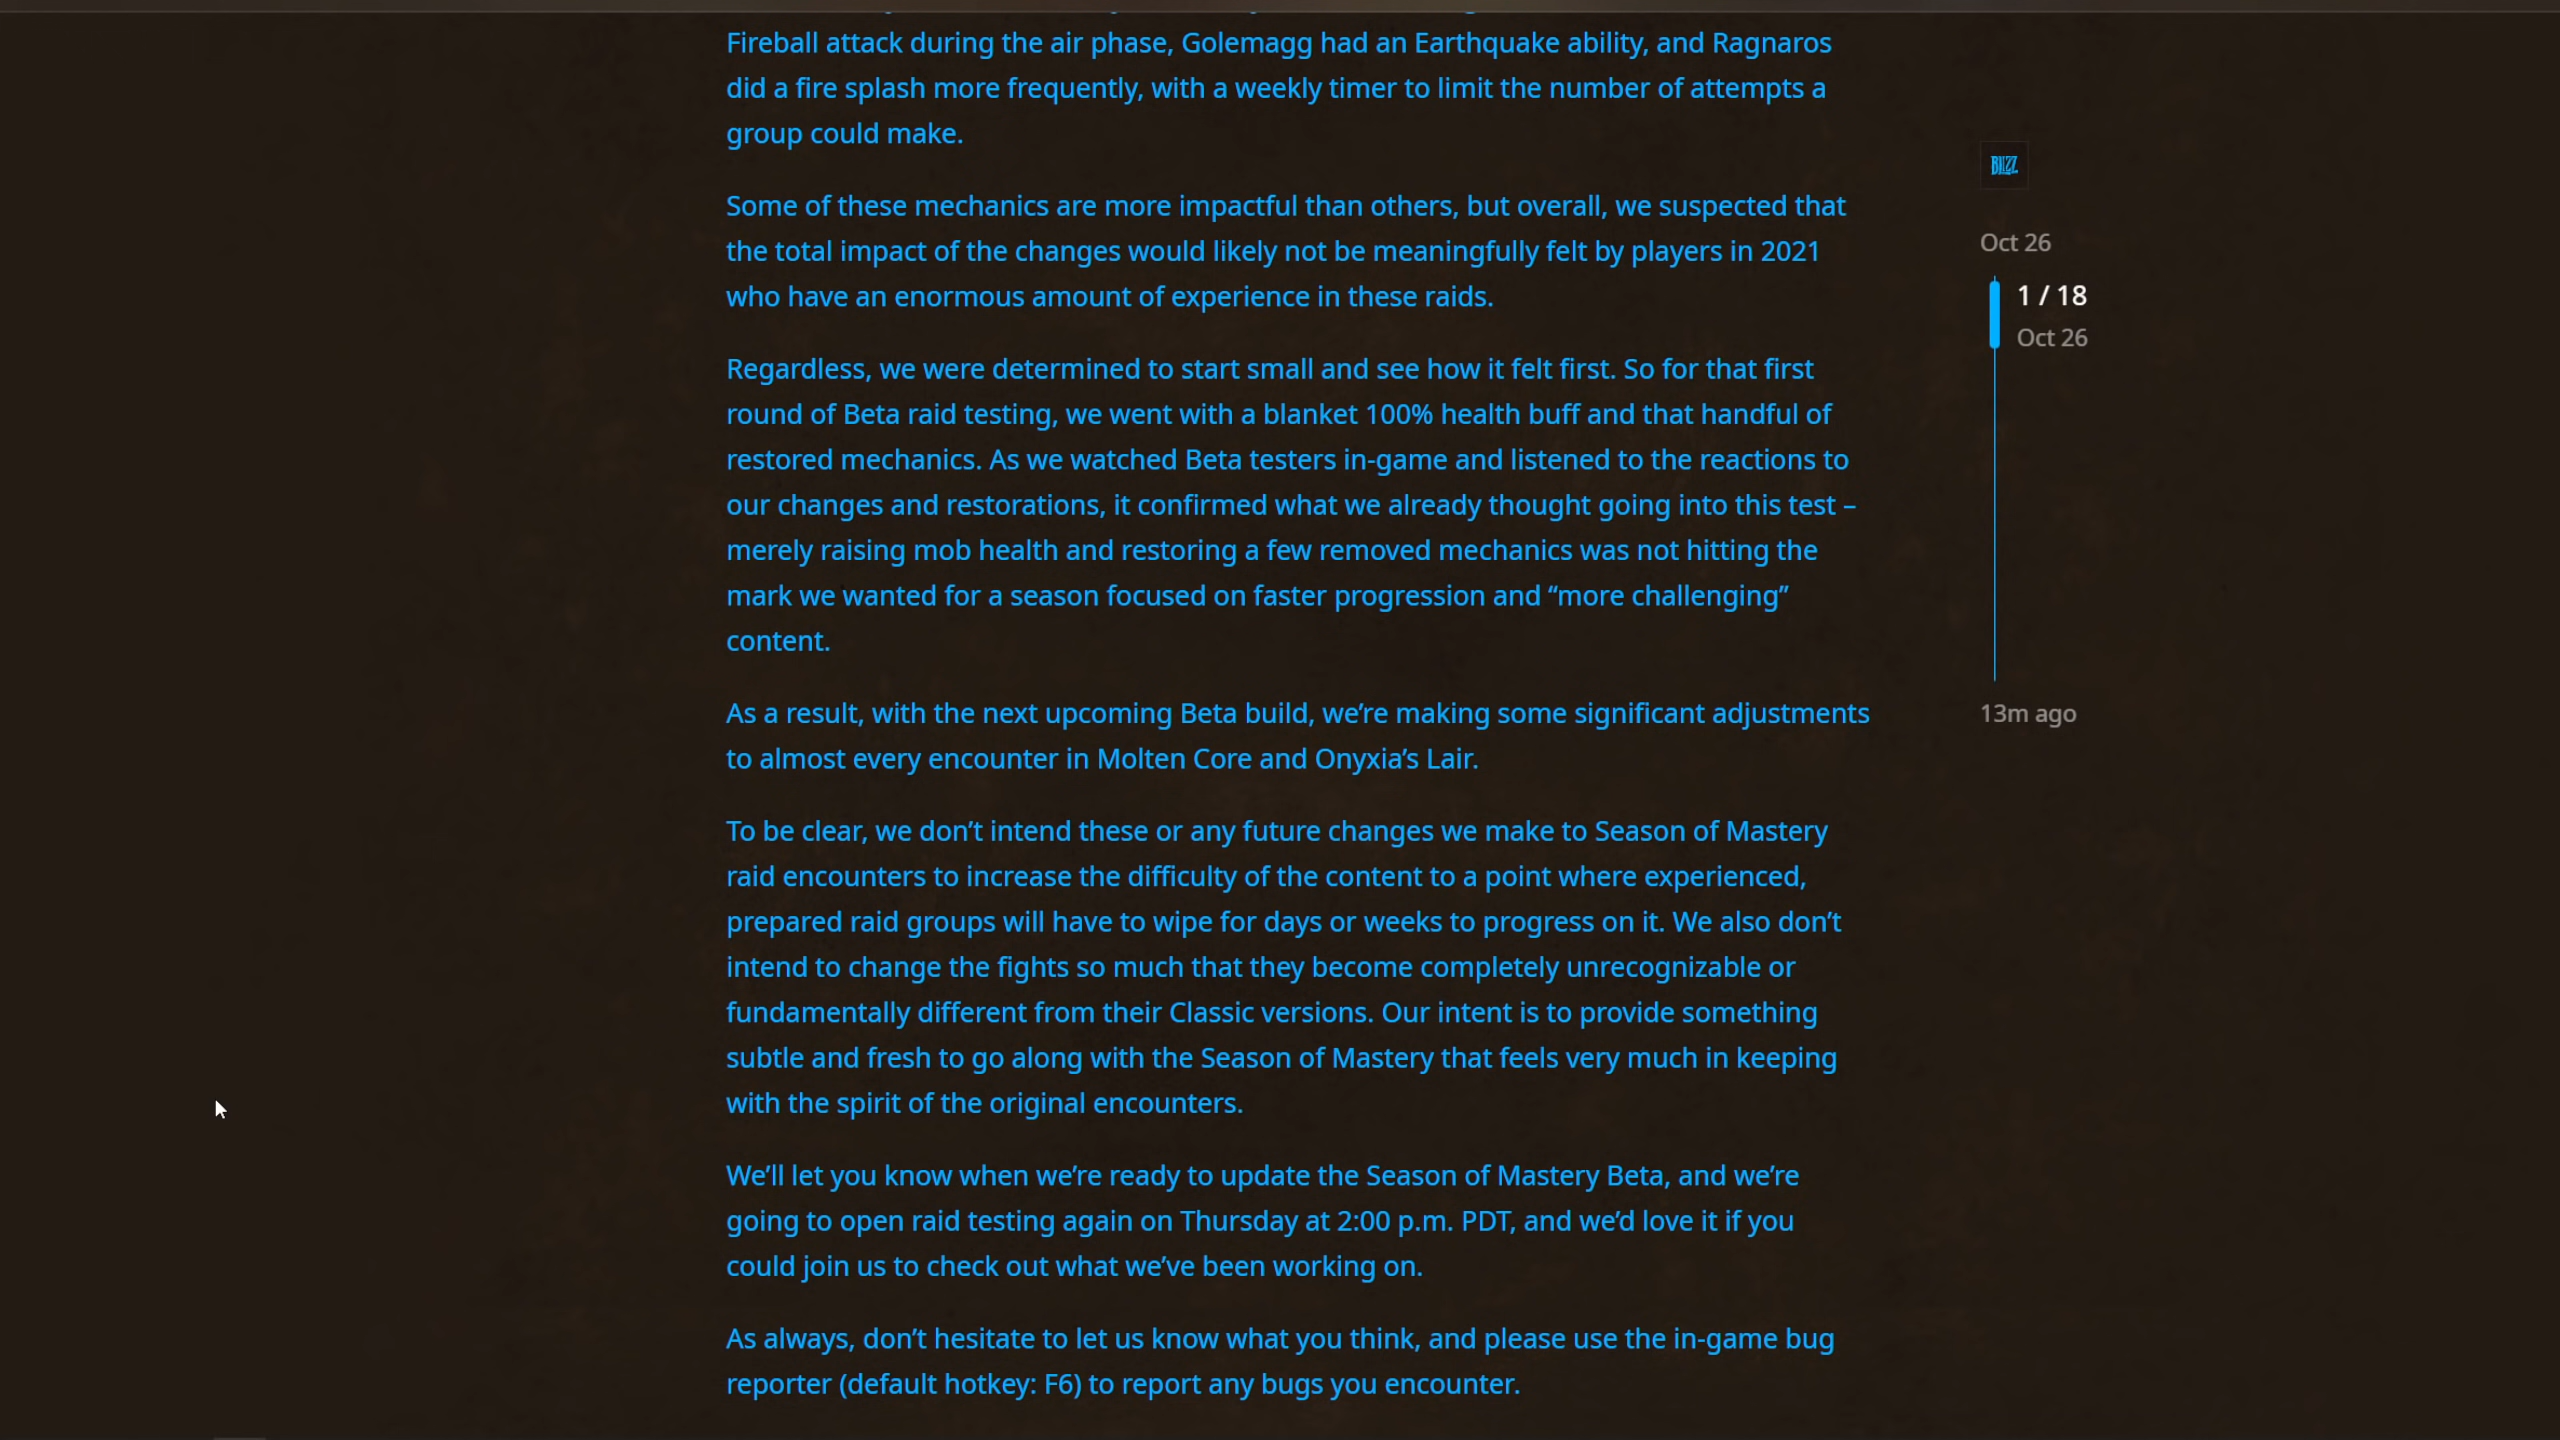 Fireball attack during the air phase, Golemagg had an Earthquake ability, and Ragnaros
did a fire splash more frequently, with a weekly timer to limit the number of attempts a
group could make.
Some of these mechanics are more impactful than others, but overall, we suspected that
the total impact of the changes would likely not be meaningfully felt by players in 2021
who have an enormous amount of experience in these raids.
Regardless, we were determined to start small and see how it felt first. So for that first
round of Beta raid testing, we went with a blanket 100% health buff and that handful of
restored mechanics. As we watched Beta testers in-game and listened to the reactions to
our changes and restorations, it confirmed what we already thought going into this test –
merely raising mob health and restoring a few removed mechanics was not hitting the
mark we wanted for a season focused on faster progression and “more challenging”
content.
As a result, with the next upcoming Beta build, we’re making some significant adjustments
to almost every encounter in Molten Core and Onyxia’s Lair.
To be clear, we don’t intend these or any future changes we make to Season of Mastery
raid encounters to increase the difficulty of the content to a point where experienced,
prepared raid groups will have to wipe for days or weeks to progress on it. We also don’t
intend to change the fights so much that they become completely unrecognizable or
fundamentally different from their Classic versions. Our intent is to provide something
subtle and fresh to go along with the Season of Mastery that feels very much in keeping
with the spirit of the original encounters.
We’ll let you know when we’re ready to update the Season of Mastery Beta, and we’re
going to open raid testing again on Thursday at 2:00 p.m. PDT, and we’d love it if you
could join us to check out what we’ve been working on.
As always, don’t hesitate to let us know what you think, and please use the in-game bug
reporter (default hotkey: F6) to report any bugs you encounter.
BLIZZ
Oct 26
1 / 18
Oct 26
13m ago